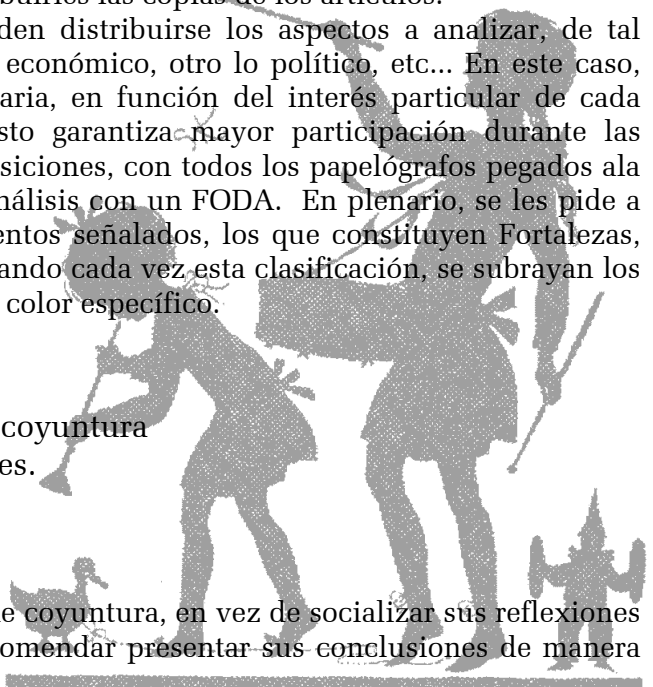 los artículos.
den distribuirse los aspectos a analizar, de tal
económico, otro lo político, etc... En este caso,
aria, en función del interés particular de cada
sto garantiza mayor participación durante las
siciones, con todos los papelógrafos pegados ala
nálisis con un FODA. En plenario, se les pide a
entos señalados, los que constituyen Fortalezas,
ando cada vez esta clasificación, se subrayan los
color específico.
coyuntura
es.
e coyuntura, en vez de socializar sus reflexiones
omendar presentar sus conclusiones de manera